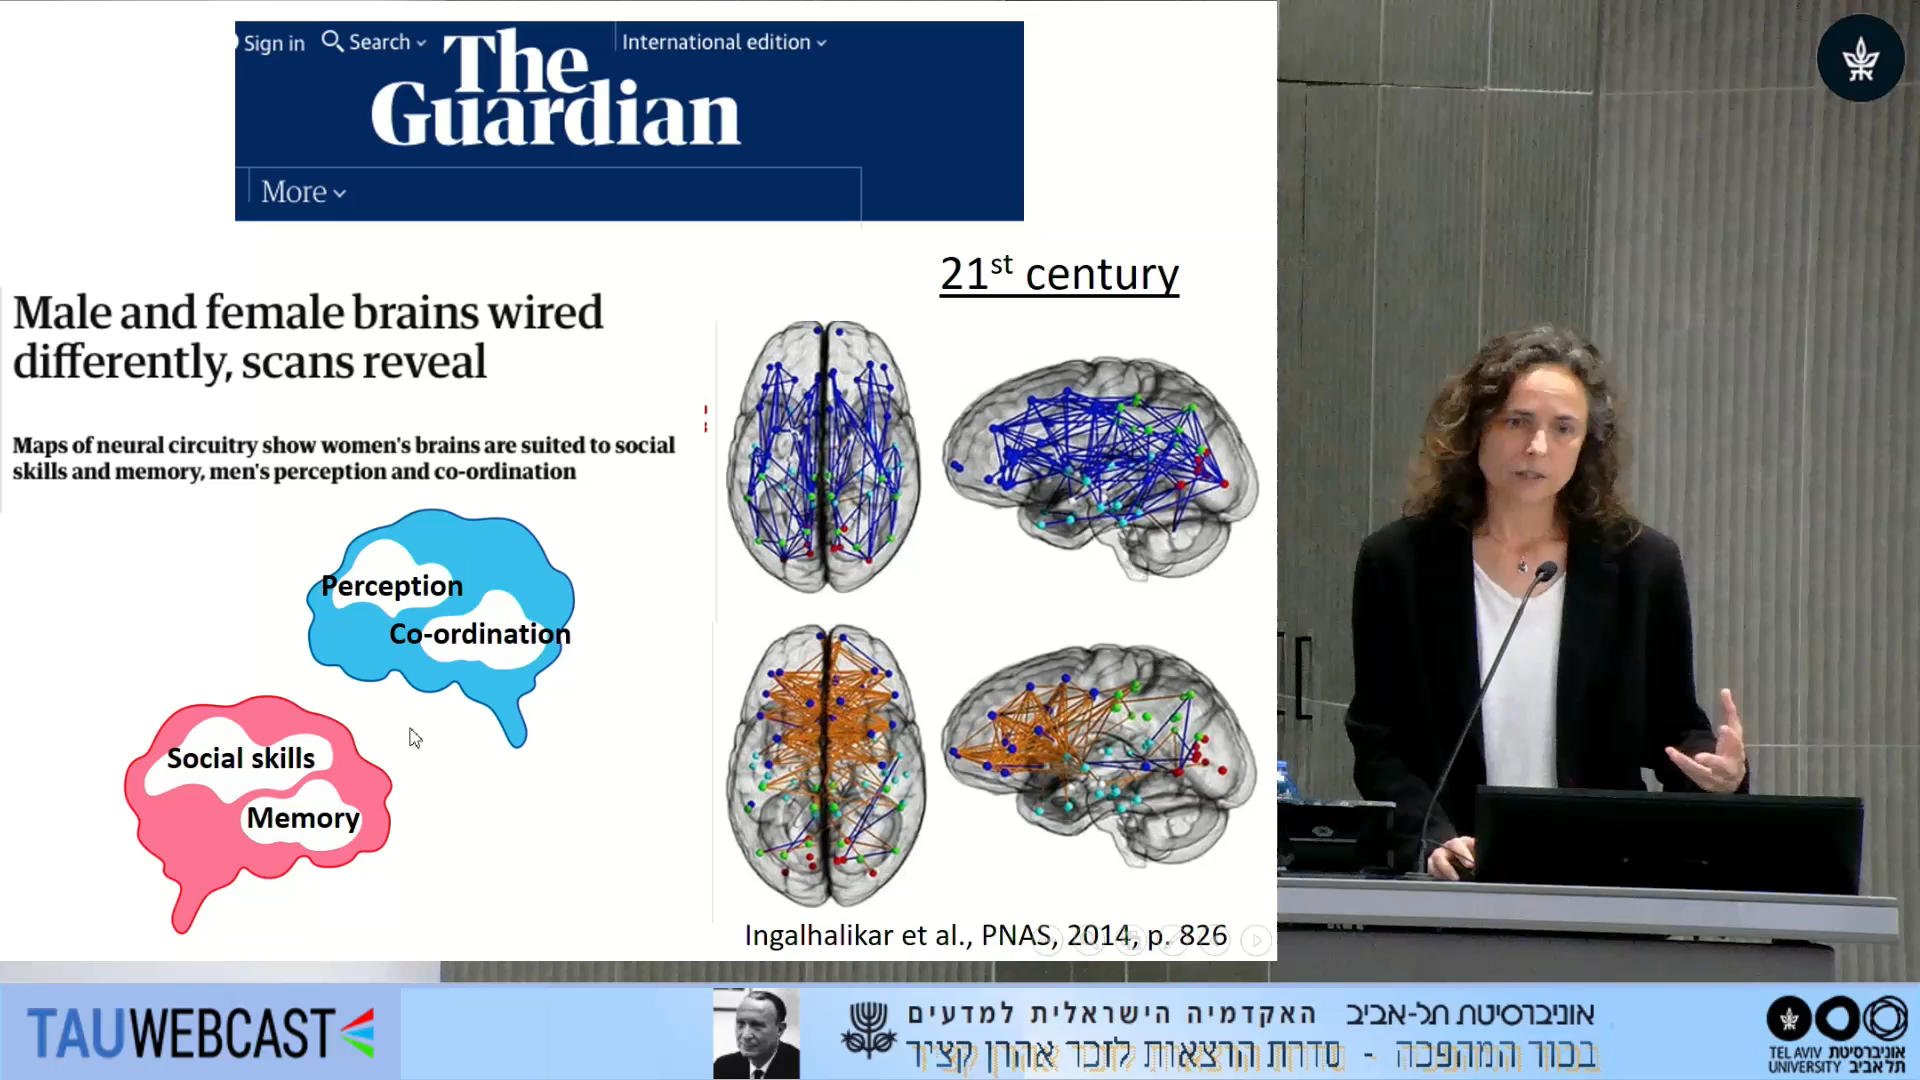 Sign in
Search
The
Guardian
International edition
More
21st century
Male and female brains wired
differently, scans reveal
Maps of neural circuitry show women's brains are suited to social
skills and memory, men's perception and co-ordination
Perception
Co-ordination
Social skills
Memory
Ingalhalikar et al., PNAS, 2014, p. 826
TAUWEBCAST
האקדמיה הישראלית למדעים
אוניברסיטת תל-אביב
בכור המהפכה - סדרת הרצאות לזכר אהרן קציר
TEL AVIV אוניברסיטת
UNIVERSITY תל אביב